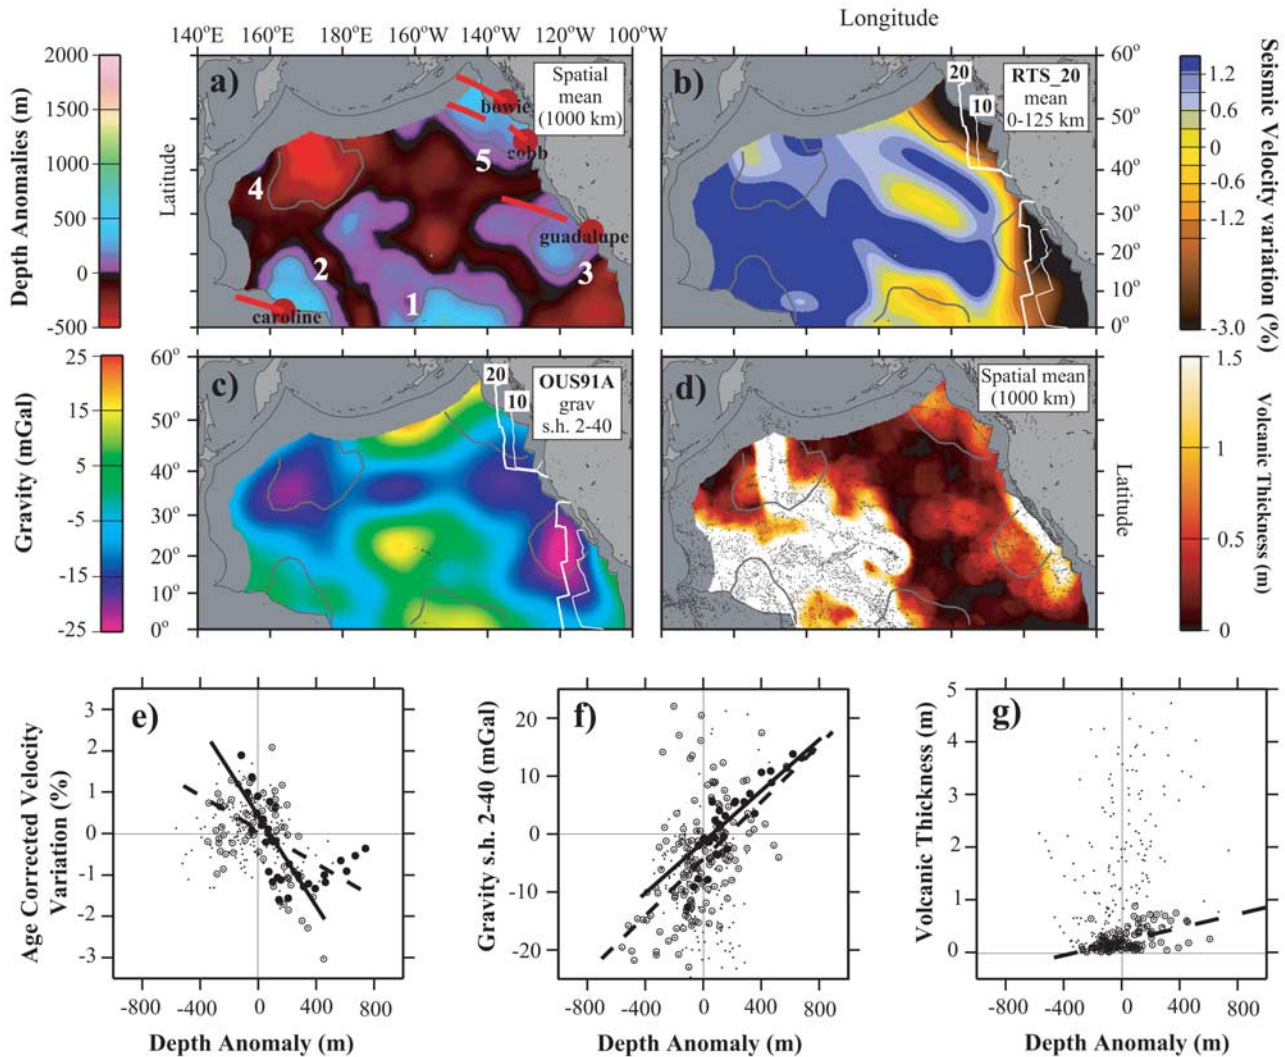 Longitude
140°E 160°E 180°E 160°W 140°W 120°W 100°W
Depth Anomalies (m)
2000
1500
1000
500
0
-500
Latitude
a)
Spatial
mean
(1000 km)
bowie
cobb
guadalupe
caroline
1
2
3
4
5
b)
20
10
RTS_20
mean
0-125 km
60°
50°
40°
30°
20°
10°
0°
Seismic Velocity variation (%)
1.2
0.6
-0.6
-1.2
-3.0
Gravity (mGal)
25
15
5
-5
-15
-25
60°
50°
40°
30°
20°
10°
0°
c)
20
10
OUS91A
grav
s.h. 2-40
d)
Spatial mean
(1000 km)
Latitude
Volcanic Thickness (m)
1.5
1
0.5
0
e)
Age Corrected Velocity
Variation (%)
3
2
1
0
-1
-2
-3
-800 -400 0 400 800
Depth Anomaly (m)
f)
Gravity s.h. 2-40 (mGal)
20
10
0
-10
-20
-800 -400 0 400 800
Depth Anomaly (m)
g)
Volcanic Thickness (m)
5
4
3
2
1
0
-800 -400 0 400 800
Depth Anomaly (m)